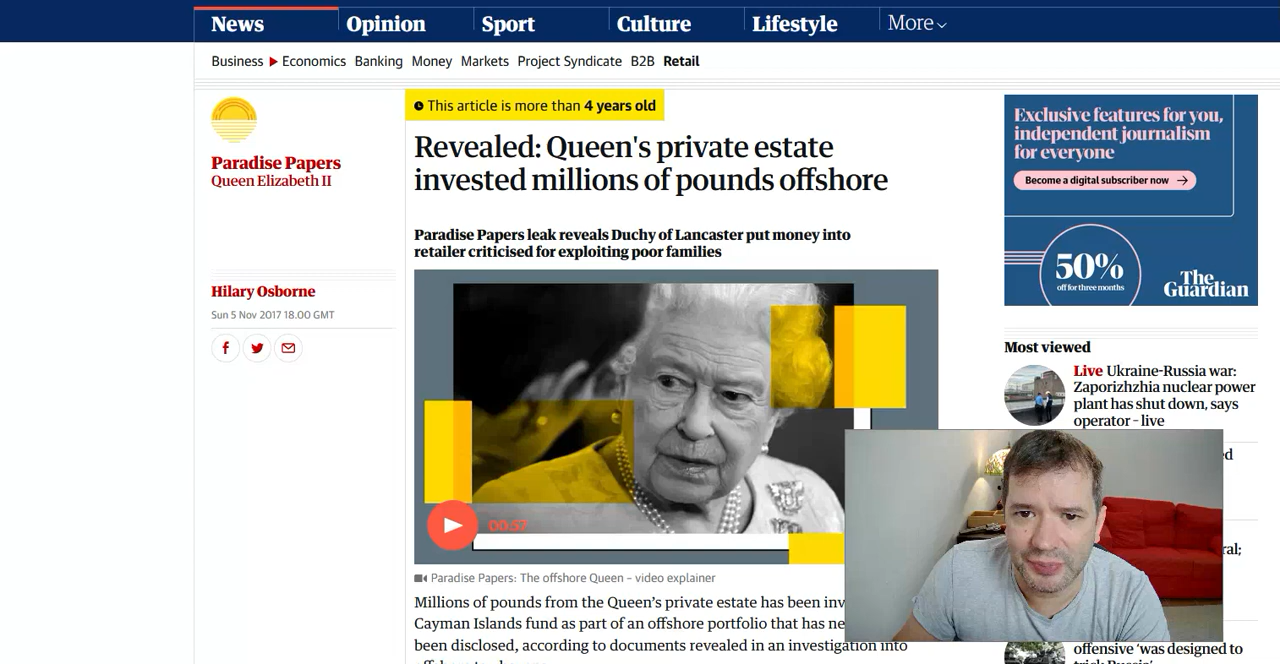 News
Opinion
Sport
Culture
Lifestyle
More
Business
Economics
Banking
Money
Markets
Project Syndicate
B2B
Retail
This article is more than 4 years old
Paradise Papers
Queen Elizabeth II
Revealed: Queen's private estate
invested millions of pounds offshore
Paradise Papers leak reveals Duchy of Lancaster put money into
retailer criticised for exploiting poor families
Hilary Osborne
Sun 5 Nov 2017 18.00 GMT
00:57
Paradise Papers: The offshore Queen – video explainer
Millions of pounds from the Queen's private estate has been
Cayman Islands fund as part of an offshore portfolio that has
been disclosed, according to documents revealed in an investigation into
Exclusive features for you,
independent journalism
for everyone
Become a digital subscriber now
50%
off for three months
The
Guardian
Most viewed
Live Ukraine-Russia war:
Zaporizhzhia nuclear power
plant has shut down, says
operator – live
offensive 'was designed to
trick Russia'